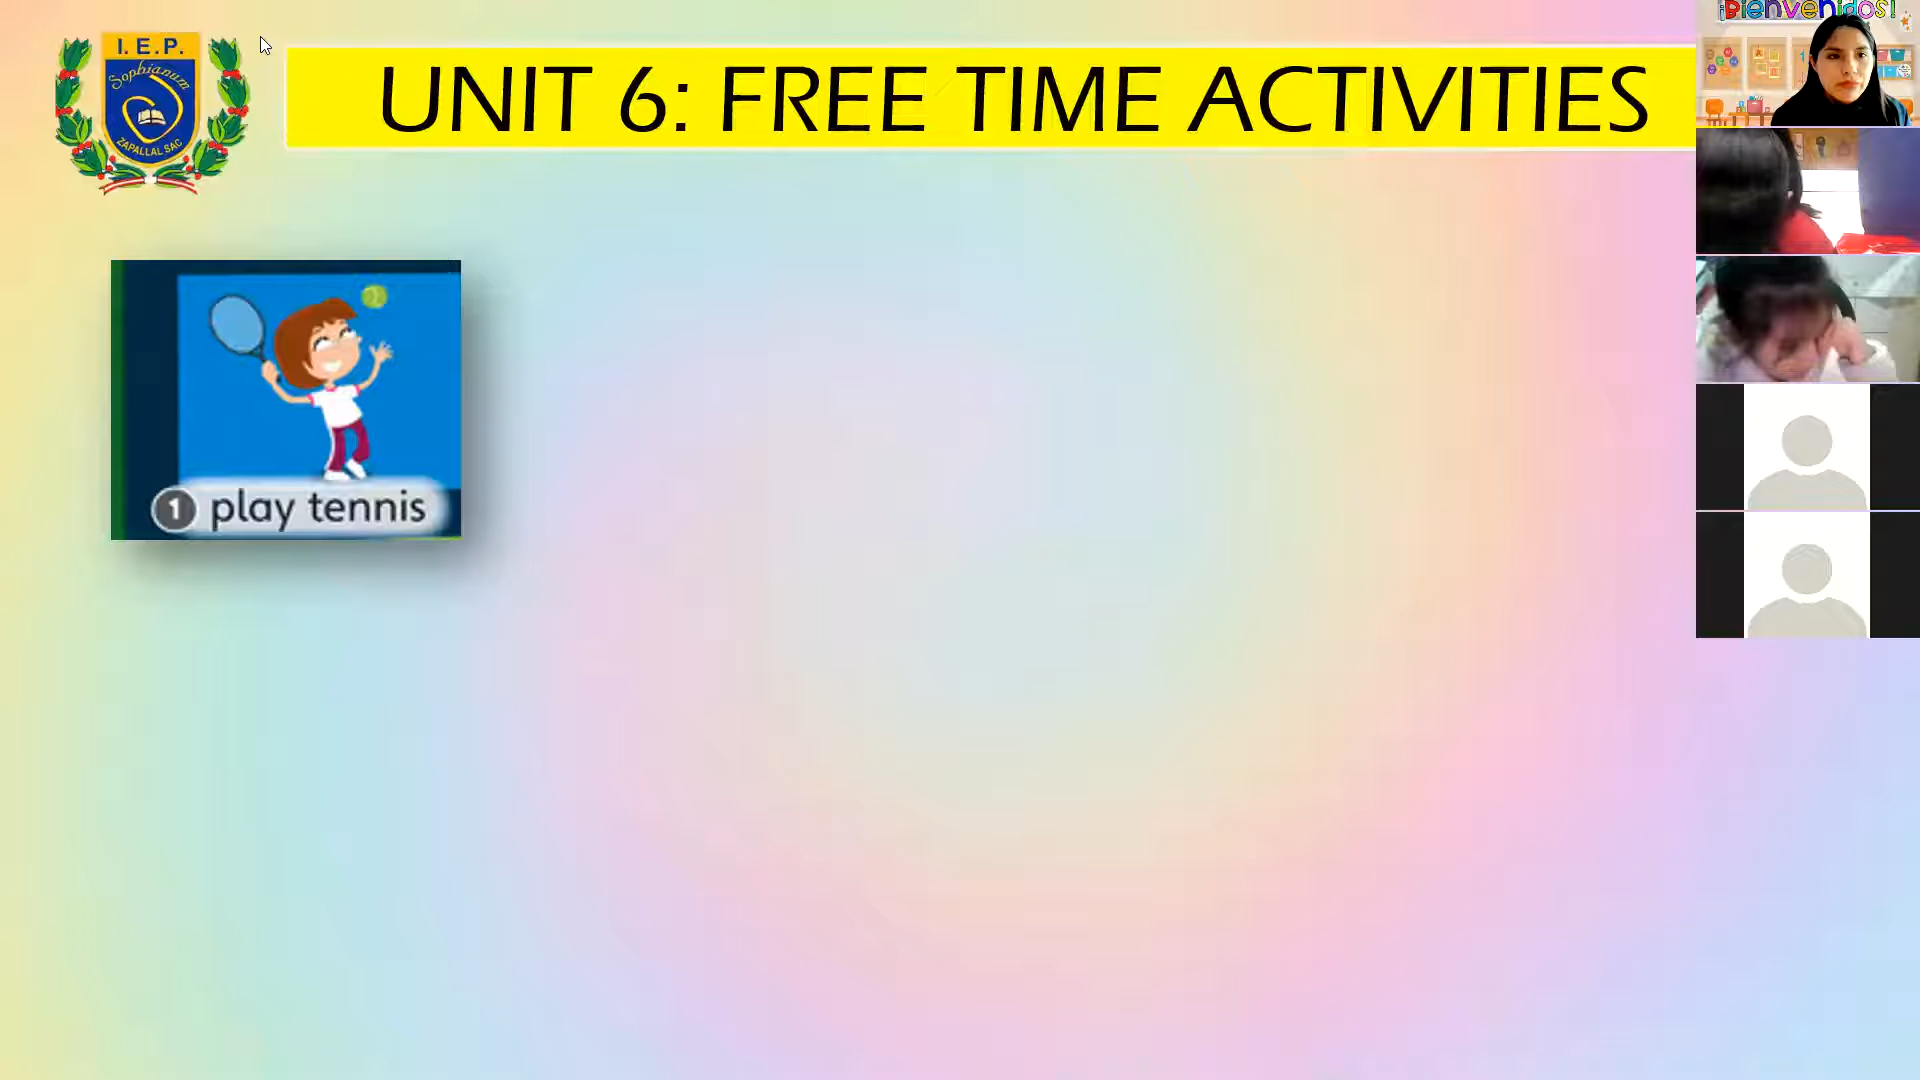 I.E.P.
Sophianum
ZAPALLAL SAC
UNIT 6: FREE TIME ACTIVITIES
¡Bienvenidos!
1 play tennis